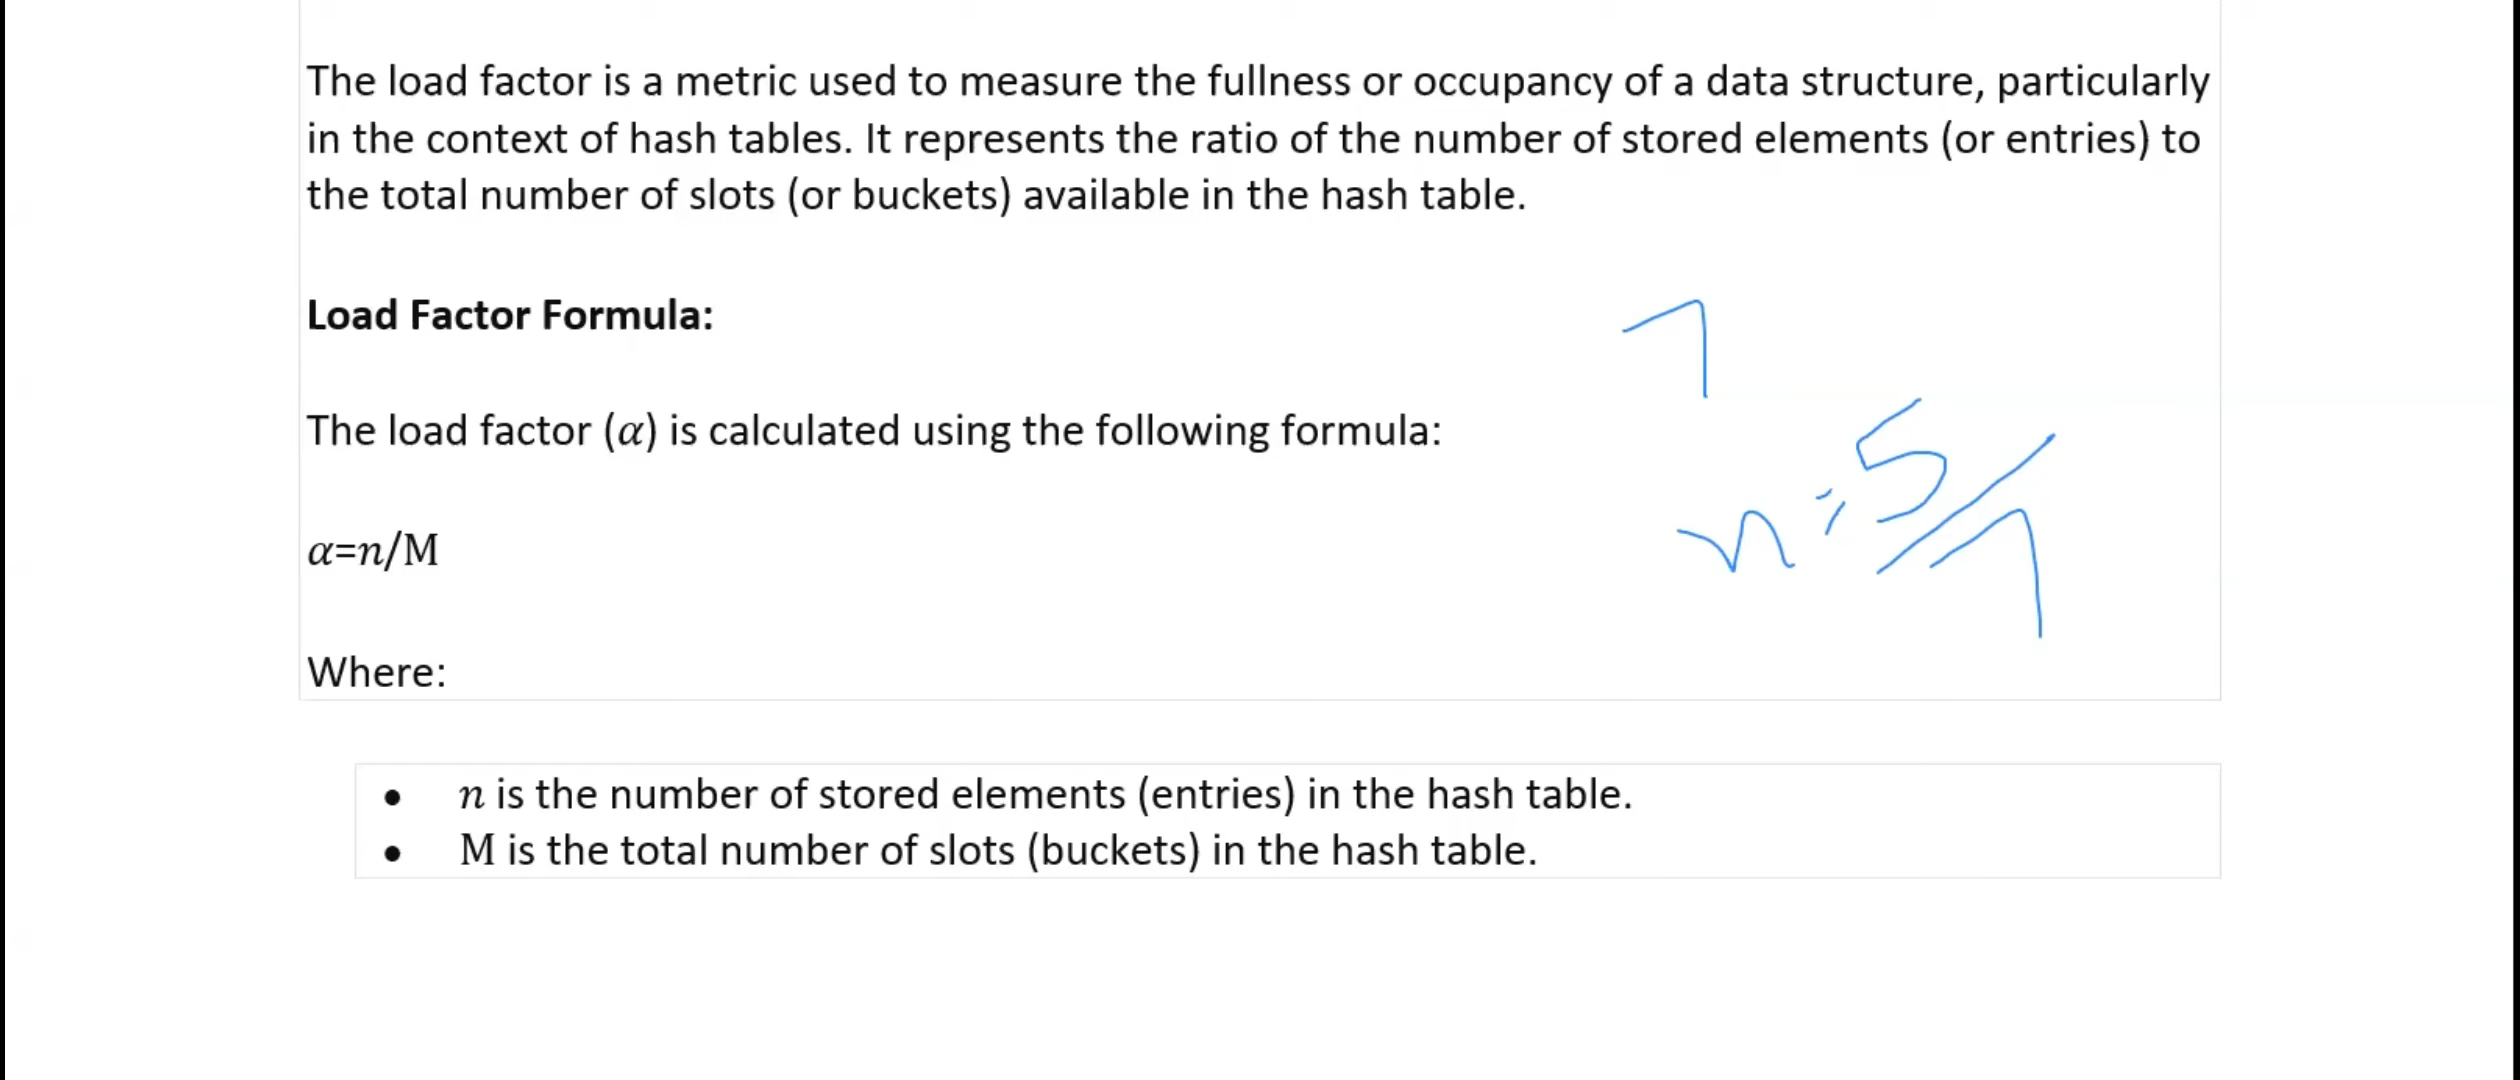 The load factor is a metric used to measure the fullness or occupancy of a data structure, particularly
in the context of hash tables. It represents the ratio of the number of stored elements (or entries) to
the total number of slots (or buckets) available in the hash table.
Load Factor Formula:
7
The load factor (α) is calculated using the following formula:
n = 5/7
α=n/M
Where:
• n is the number of stored elements (entries) in the hash table.
• M is the total number of slots (buckets) in the hash table.